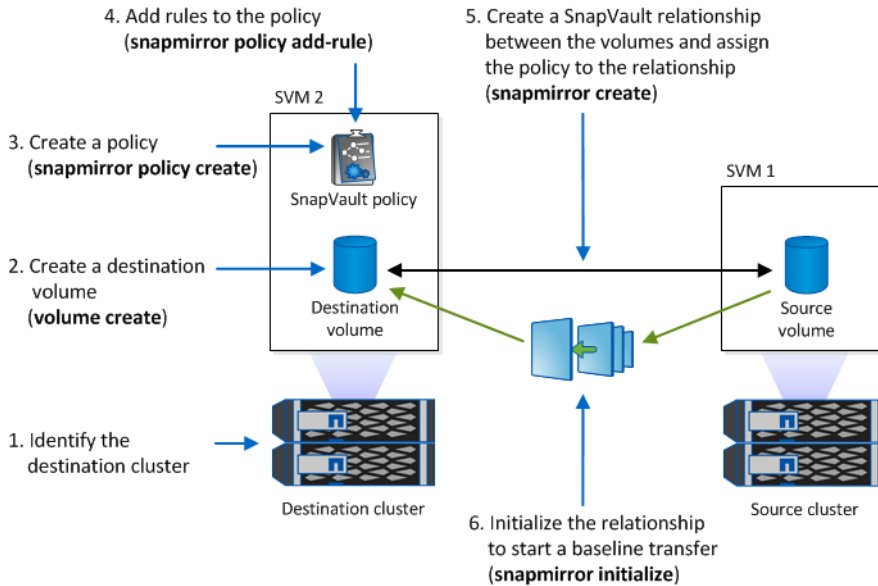 4. Add rules to the policy
(snapmirror policy add-rule)
5. Create a SnapVault relationship
between the volumes and assign
the policy to the relationship
(snapmirror create)
SVM 2
3. Create a policy
(snapmirror policy create)
SnapVault policy
SVM 1
2. Create a destination
volume
(volume create)
Destination
volume
Source
volume
1. Identify the
destination cluster
Destination cluster
Source cluster
6. Initialize the relationship
to start a baseline transfer
(snapmirror initialize)